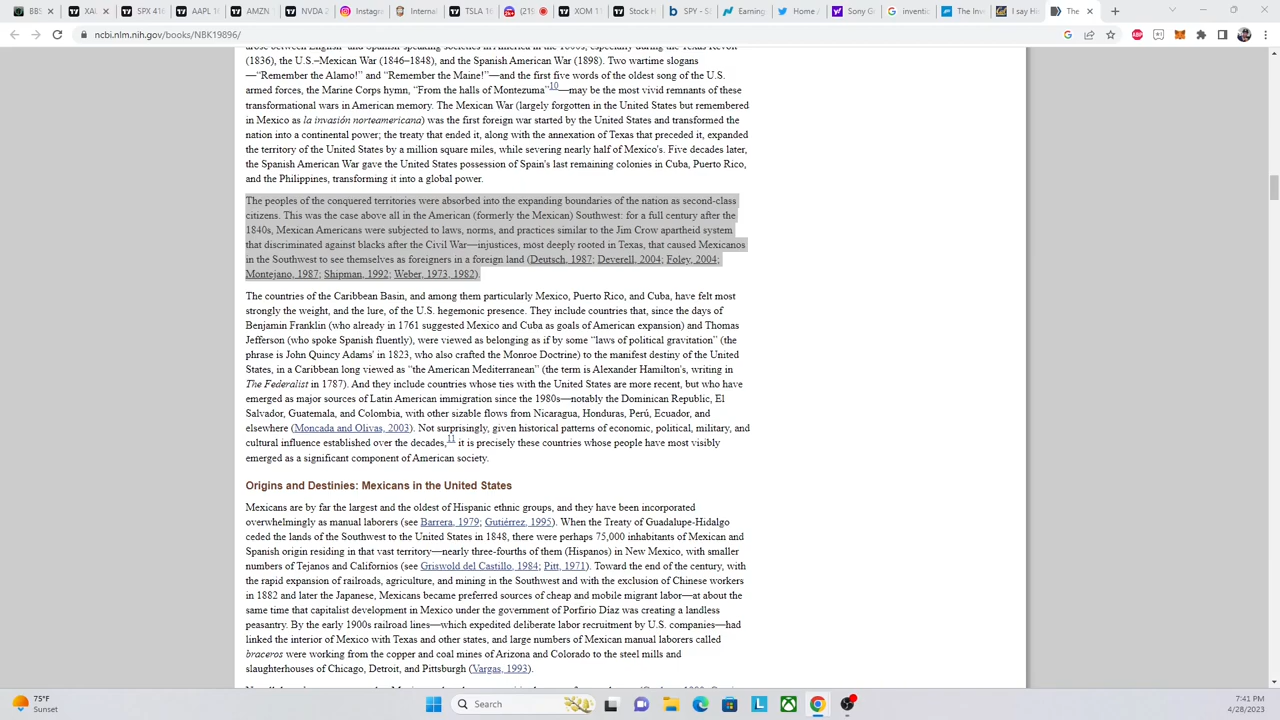 BBS
XAU
SPX 416
AAPL 16
AMZN
NVDA 2
Instagr
Interna
TSLA 16
(219
XOM 11
Stock H
SPY - S
Earning
Home /
Sony G
inventic
The Inv
I say Hi
The
ncbi.nlm.nih.gov/books/NBK19896/
(1836), the U.S.–Mexican War (1846–1848), and the Spanish American War (1898). Two wartime slogans
—“Remember the Alamo!” and “Remember the Maine!”—and the first five words of the oldest song of the U.S.
armed forces, the Marine Corps hymn, “From the halls of Montezuma”10—may be the most vivid remnants of these
transformational wars in American memory. The Mexican War (largely forgotten in the United States but remembered
in Mexico as la invasión norteamericana) was the first foreign war started by the United States and transformed the
nation into a continental power; the treaty that ended it, along with the annexation of Texas that preceded it, expanded
the territory of the United States by a million square miles, while severing nearly half of Mexico's. Five decades later,
the Spanish American War gave the United States possession of Spain's last remaining colonies in Cuba, Puerto Rico,
and the Philippines, transforming it into a global power.
The peoples of the conquered territories were absorbed into the expanding boundaries of the nation as second-class
citizens. This was the case above all in the American (formerly the Mexican) Southwest: for a full century after the
1840s, Mexican Americans were subjected to laws, norms, and practices similar to the Jim Crow apartheid system
that discriminated against blacks after the Civil War—injustices, most deeply rooted in Texas, that caused Mexicanos
in the Southwest to see themselves as foreigners in a foreign land (Deutsch, 1987; Deverell, 2004; Foley, 2004;
Montejano, 1987; Shipman, 1992; Weber, 1973, 1982).
The countries of the Caribbean Basin, and among them particularly Mexico, Puerto Rico, and Cuba, have felt most
strongly the weight, and the lure, of the U.S. hegemonic presence. They include countries that, since the days of
Benjamin Franklin (who already in 1761 suggested Mexico and Cuba as goals of American expansion) and Thomas
Jefferson (who spoke Spanish fluently), were viewed as belonging as if by some “laws of political gravitation” (the
phrase is John Quincy Adams' in 1823, who also crafted the Monroe Doctrine) to the manifest destiny of the United
States, in a Caribbean long viewed as “the American Mediterranean” (the term is Alexander Hamilton's, writing in
The Federalist in 1787). And they include countries whose ties with the United States are more recent, but who have
emerged as major sources of Latin American immigration since the 1980s—notably the Dominican Republic, El
Salvador, Guatemala, and Colombia, with other sizable flows from Nicaragua, Honduras, Perú, Ecuador, and
elsewhere (Moncada and Olivas, 2003). Not surprisingly, given historical patterns of economic, political, military, and
cultural influence established over the decades,11 it is precisely these countries whose people have most visibly
emerged as a significant component of American society.
Origins and Destinies: Mexicans in the United States
Mexicans are by far the largest and the oldest of Hispanic ethnic groups, and they have been incorporated
overwhelmingly as manual laborers (see Barrera, 1979; Gutiérrez, 1995). When the Treaty of Guadalupe-Hidalgo
ceded the lands of the Southwest to the United States in 1848, there were perhaps 75,000 inhabitants of Mexican and
Spanish origin residing in that vast territory—nearly three-fourths of them (Hispanos) in New Mexico, with smaller
numbers of Tejanos and Californios (see Griswold del Castillo, 1984; Pitt, 1971). Toward the end of the century, with
the rapid expansion of railroads, agriculture, and mining in the Southwest and with the exclusion of Chinese workers
in 1882 and later the Japanese, Mexicans became preferred sources of cheap and mobile migrant labor—at about the
same time that capitalist development in Mexico under the government of Porfirio Díaz was creating a landless
peasantry. By the early 1900s railroad lines—which expedited deliberate labor recruitment by U.S. companies—had
linked the interior of Mexico with Texas and other states, and large numbers of Mexican manual laborers called
braceros were working from the copper and coal mines of Arizona and Colorado to the steel mills and
slaughterhouses of Chicago, Detroit, and Pittsburgh (Vargas, 1993).
75°F
Sunset
Search
7:41 PM
4/28/2023